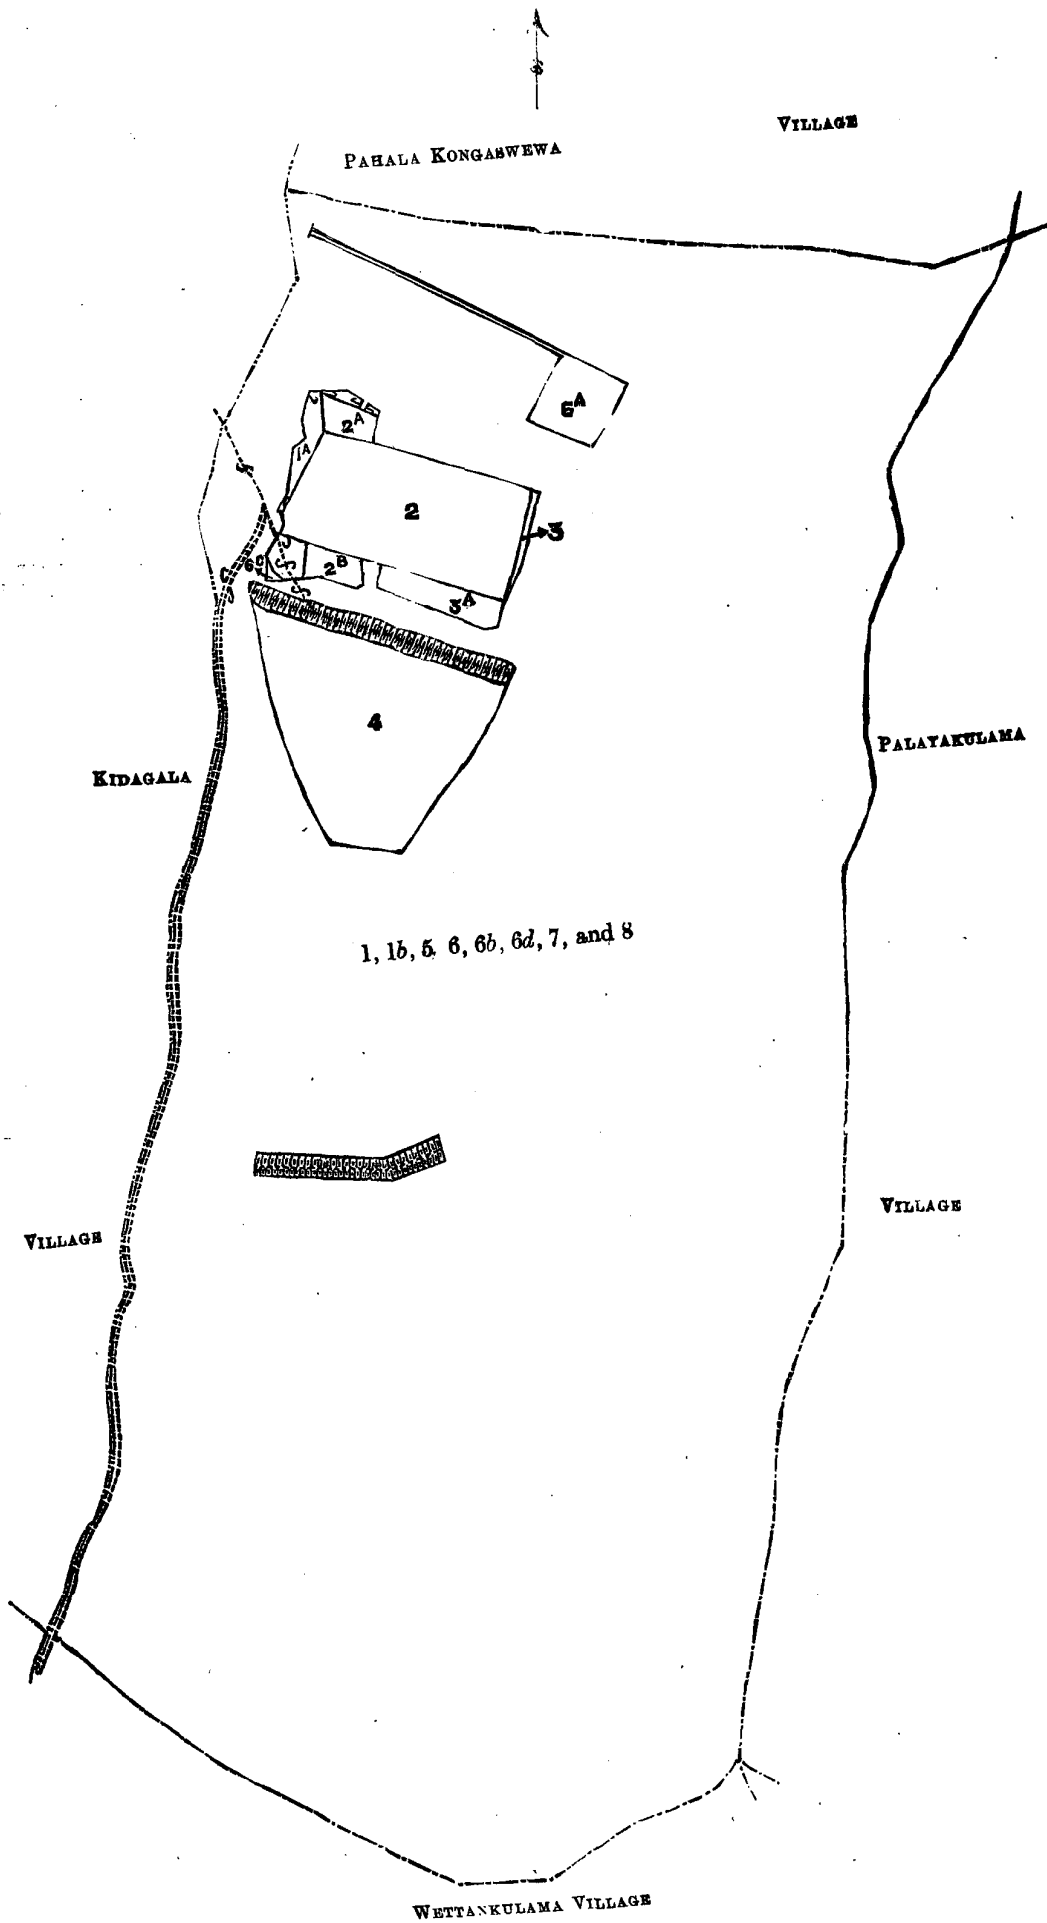 PAHALA KONGASWEWA VILLAGE
6A
2A
1A
2
3
6C
2B
3A
4
KIDAGALA
PALAYAKULAMA
1, 1b, 5, 6, 6b, 6d, 7, and 8
VILLAGE
VILLAGE
WETTANKULAMA VILLAGE